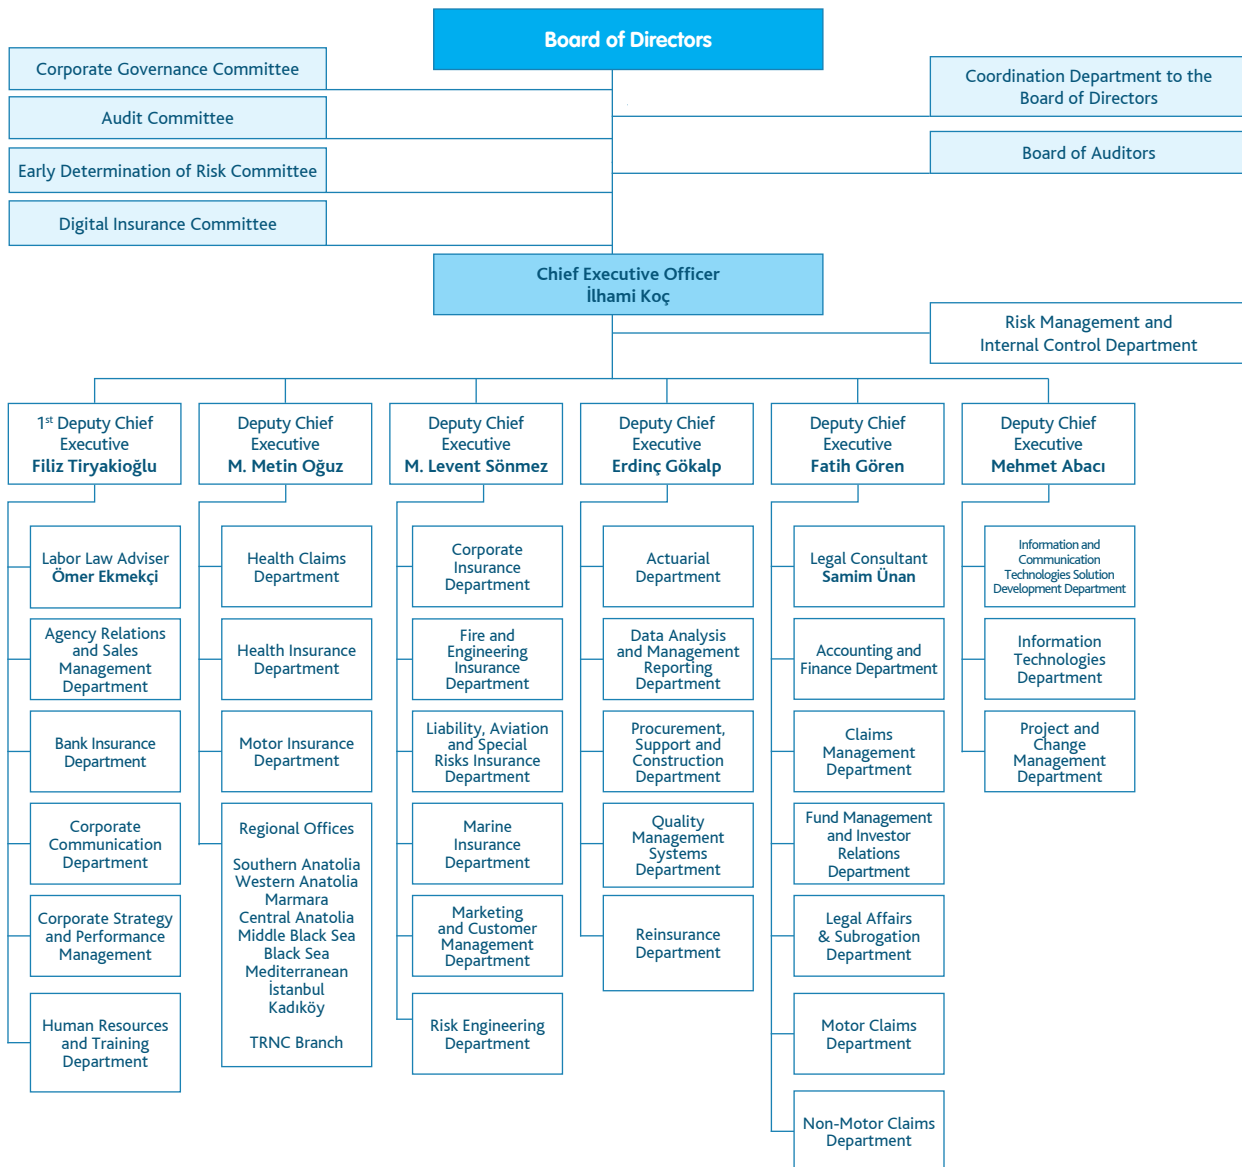 Board of Directors
Corporate Governance Committee
Audit Committee
Early Determination of Risk Committee
Digital Insurance Committee
Coordination Department to the
Board of Directors
Board of Auditors
Chief Executive Officer
İlhami Koç
Risk Management and
Internal Control Department
1st Deputy Chief
Executive
Filiz Tiryakioğlu
Labor Law Adviser
Ömer Ekmekçi
Agency Relations
and Sales
Management
Department
Bank Insurance
Department
Corporate
Communication
Department
Corporate Strategy
and Performance
Management
Human Resources
and Training
Department
Deputy Chief
Executive
M. Metin Oğuz
Health Claims
Department
Health Insurance
Department
Motor Insurance
Department
Regional Offices
Southern Anatolia
Western Anatolia
Marmara
Central Anatolia
Middle Black Sea
Black Sea
Mediterranean
İstanbul
Kadıköy
TRNC Branch
Deputy Chief
Executive
M. Levent Sönmez
Corporate
Insurance
Department
Fire and
Engineering
Insurance
Department
Liability, Aviation
and Special
Risks Insurance
Department
Marine
Insurance
Department
Marketing
and Customer
Management
Department
Risk Engineering
Department
Deputy Chief
Executive
Erdinç Gökalp
Actuarial
Department
Data Analysis
and Management
Reporting
Department
Procurement,
Support and
Construction
Department
Quality
Management
Systems
Department
Reinsurance
Department
Deputy Chief
Executive
Fatih Gören
Legal Consultant
Samim Ünan
Accounting and
Finance Department
Claims
Management
Department
Fund Management
and Investor
Relations
Department
Legal Affairs
& Subrogation
Department
Motor Claims
Department
Non-Motor Claims
Department
Deputy Chief
Executive
Mehmet Abacı
Information and
Communication
Technologies Solution
Development Department
Information
Technologies
Department
Project and
Change
Management
Department